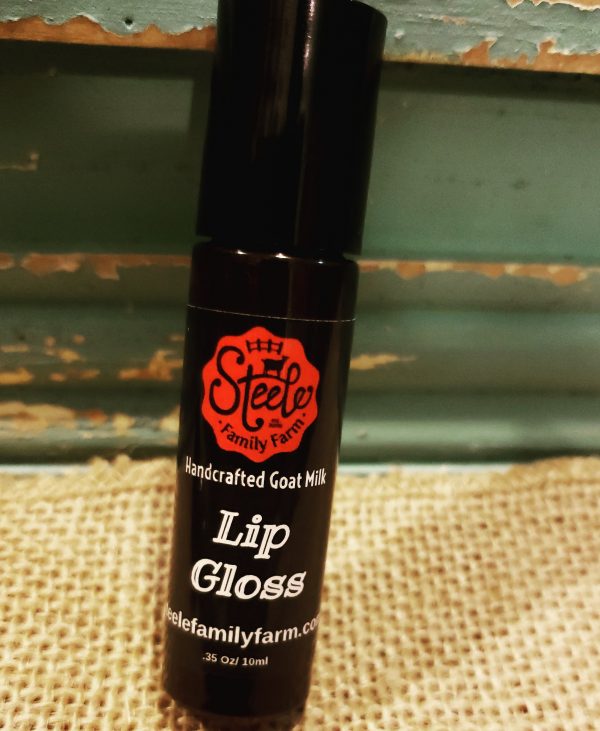 Steele
Family Farm
Handcrafted Goat Milk
Lip
Gloss
eelefamilyfarm.co
.35 Oz/ 10ml